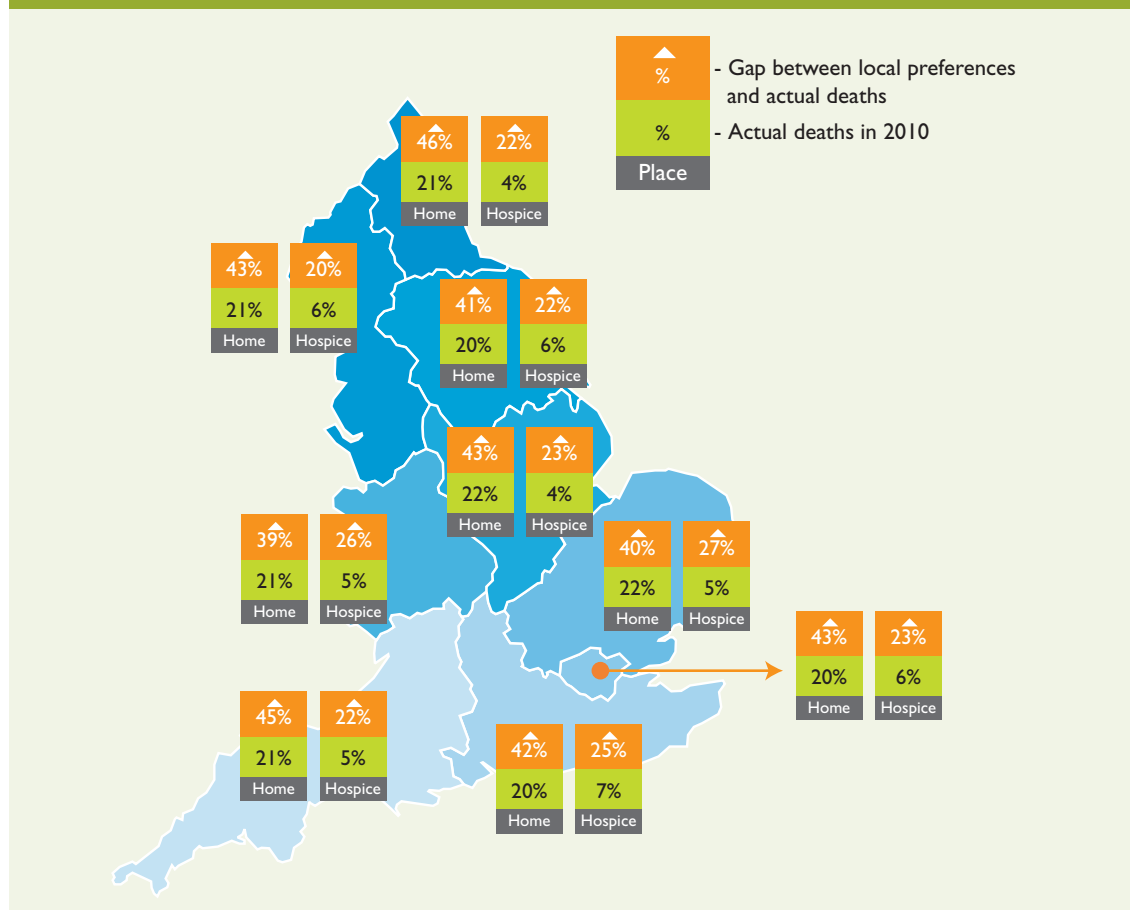 %
- Gap between local preferences
and actual deaths
%
- Actual deaths in 2010
Place
46% 22%
21% 4%
Home Hospice
43% 20%
21% 6%
Home Hospice
41% 22%
20% 6%
Home Hospice
43% 23%
22% 4%
Home Hospice
39% 26%
21% 5%
Home Hospice
40% 27%
22% 5%
Home Hospice
43% 23%
20% 6%
Home Hospice
45% 22%
21% 5%
Home Hospice
42% 25%
20% 7%
Home Hospice